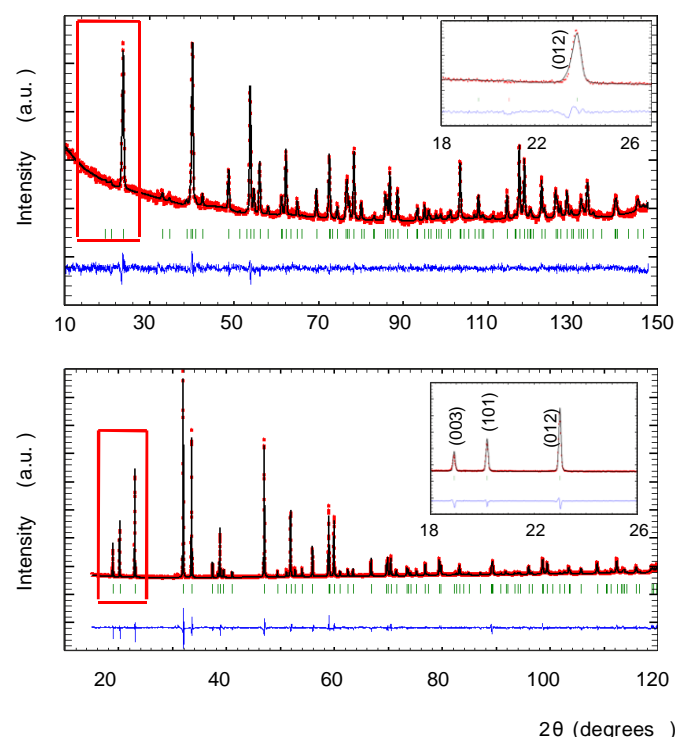 (012)
18 22 26
Intensity (a.u. )
10 30 50 70 90 110 130 150
(003) (101) (012)
18 22 26
Intensity (a.u. )
20 40 60 80 100 120
2θ (degrees )